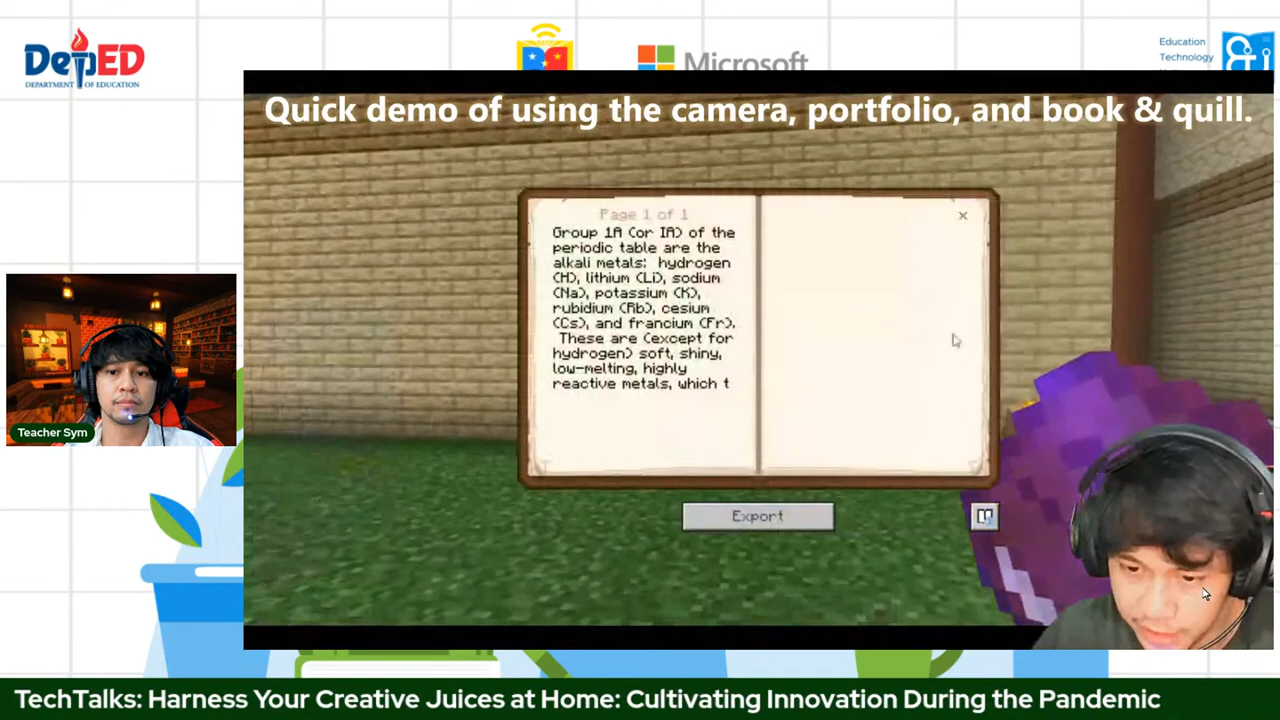 DepED
DEPARTMENT OF EDUCATION
Microsoft
Education
Technology
Quick demo of using the camera, portfolio, and book & quill.
Page 1 of 1
Group 1A (or IA) of the
periodic table are the
alkali metals:  hydrogen
(H), lithium (Li), sodium
(Na), potassium (K),
rubidium (Rb), cesium
(Cs), and francium (Fr).
These are (except for
hydrogen) soft, shiny,
low-melting, highly
reactive metals, which t
Export
Teacher Sym
TechTalks: Harness Your Creative Juices at Home: Cultivating Innovation During the Pandemic